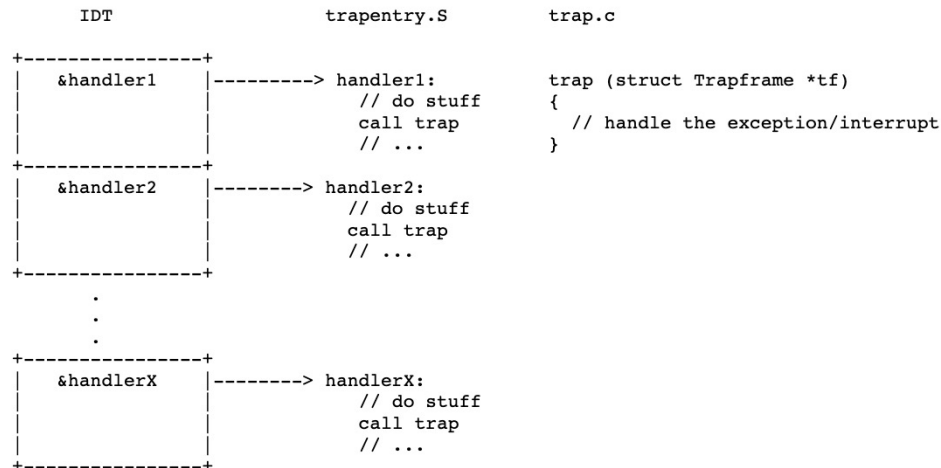 IDT trapentry.S trap.c
&handler1 handler1: trap (struct Trapframe *tf)
// do stuff {
call trap // handle the exception/interrupt
// ... }
&handler2 handler2:
// do stuff
call trap
// ...
.
.
.
&handlerX handlerX:
// do stuff
call trap
// ...